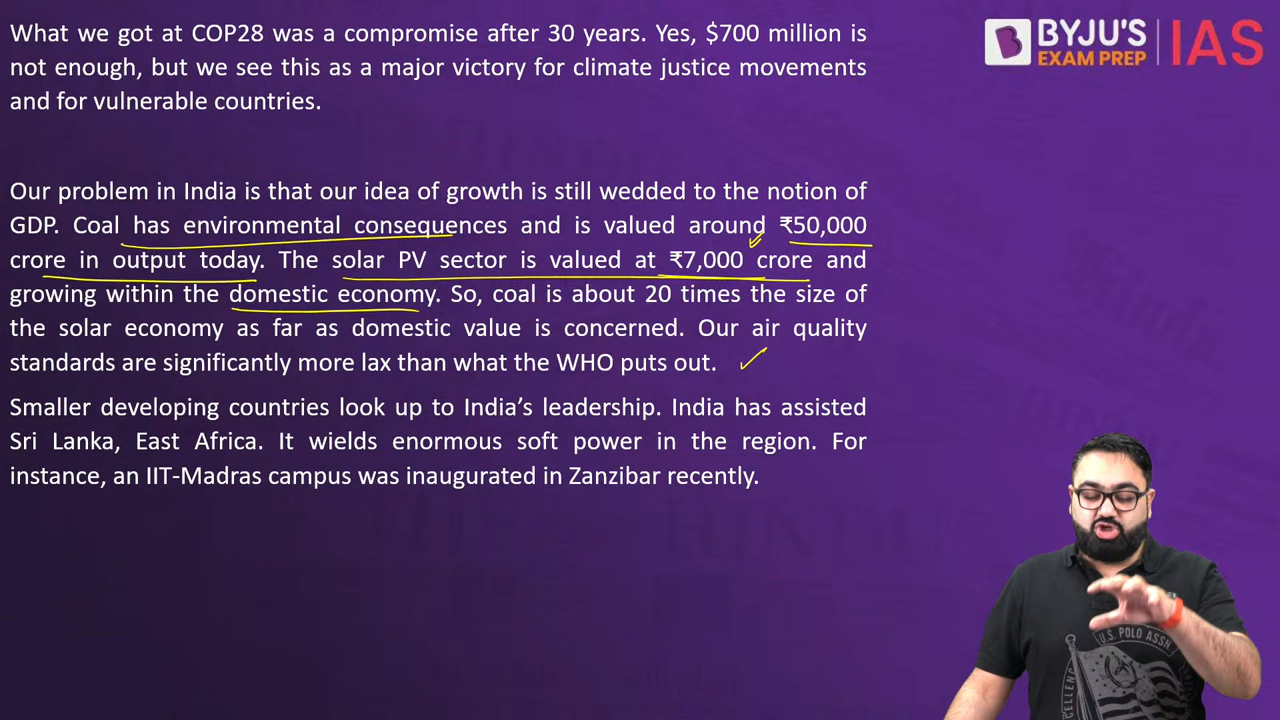 What we got at COP28 was a compromise after 30 years. Yes, $700 million is
not enough, but we see this as a major victory for climate justice movements
and for vulnerable countries.
Our problem in India is that our idea of growth is still wedded to the notion of
GDP. Coal has environmental consequences and is valued around ₹50,000
crore in output today. The solar PV sector is valued at ₹7,000 crore and
growing within the domestic economy. So, coal is about 20 times the size of
the solar economy as far as domestic value is concerned. Our air quality
standards are significantly more lax than what the WHO puts out.
Smaller developing countries look up to India’s leadership. India has assisted
Sri Lanka, East Africa. It wields enormous soft power in the region. For
instance, an IIT-Madras campus was inaugurated in Zanzibar recently.
BYJU'S
EXAM PREP
IAS
U.S. POLO ASSN.